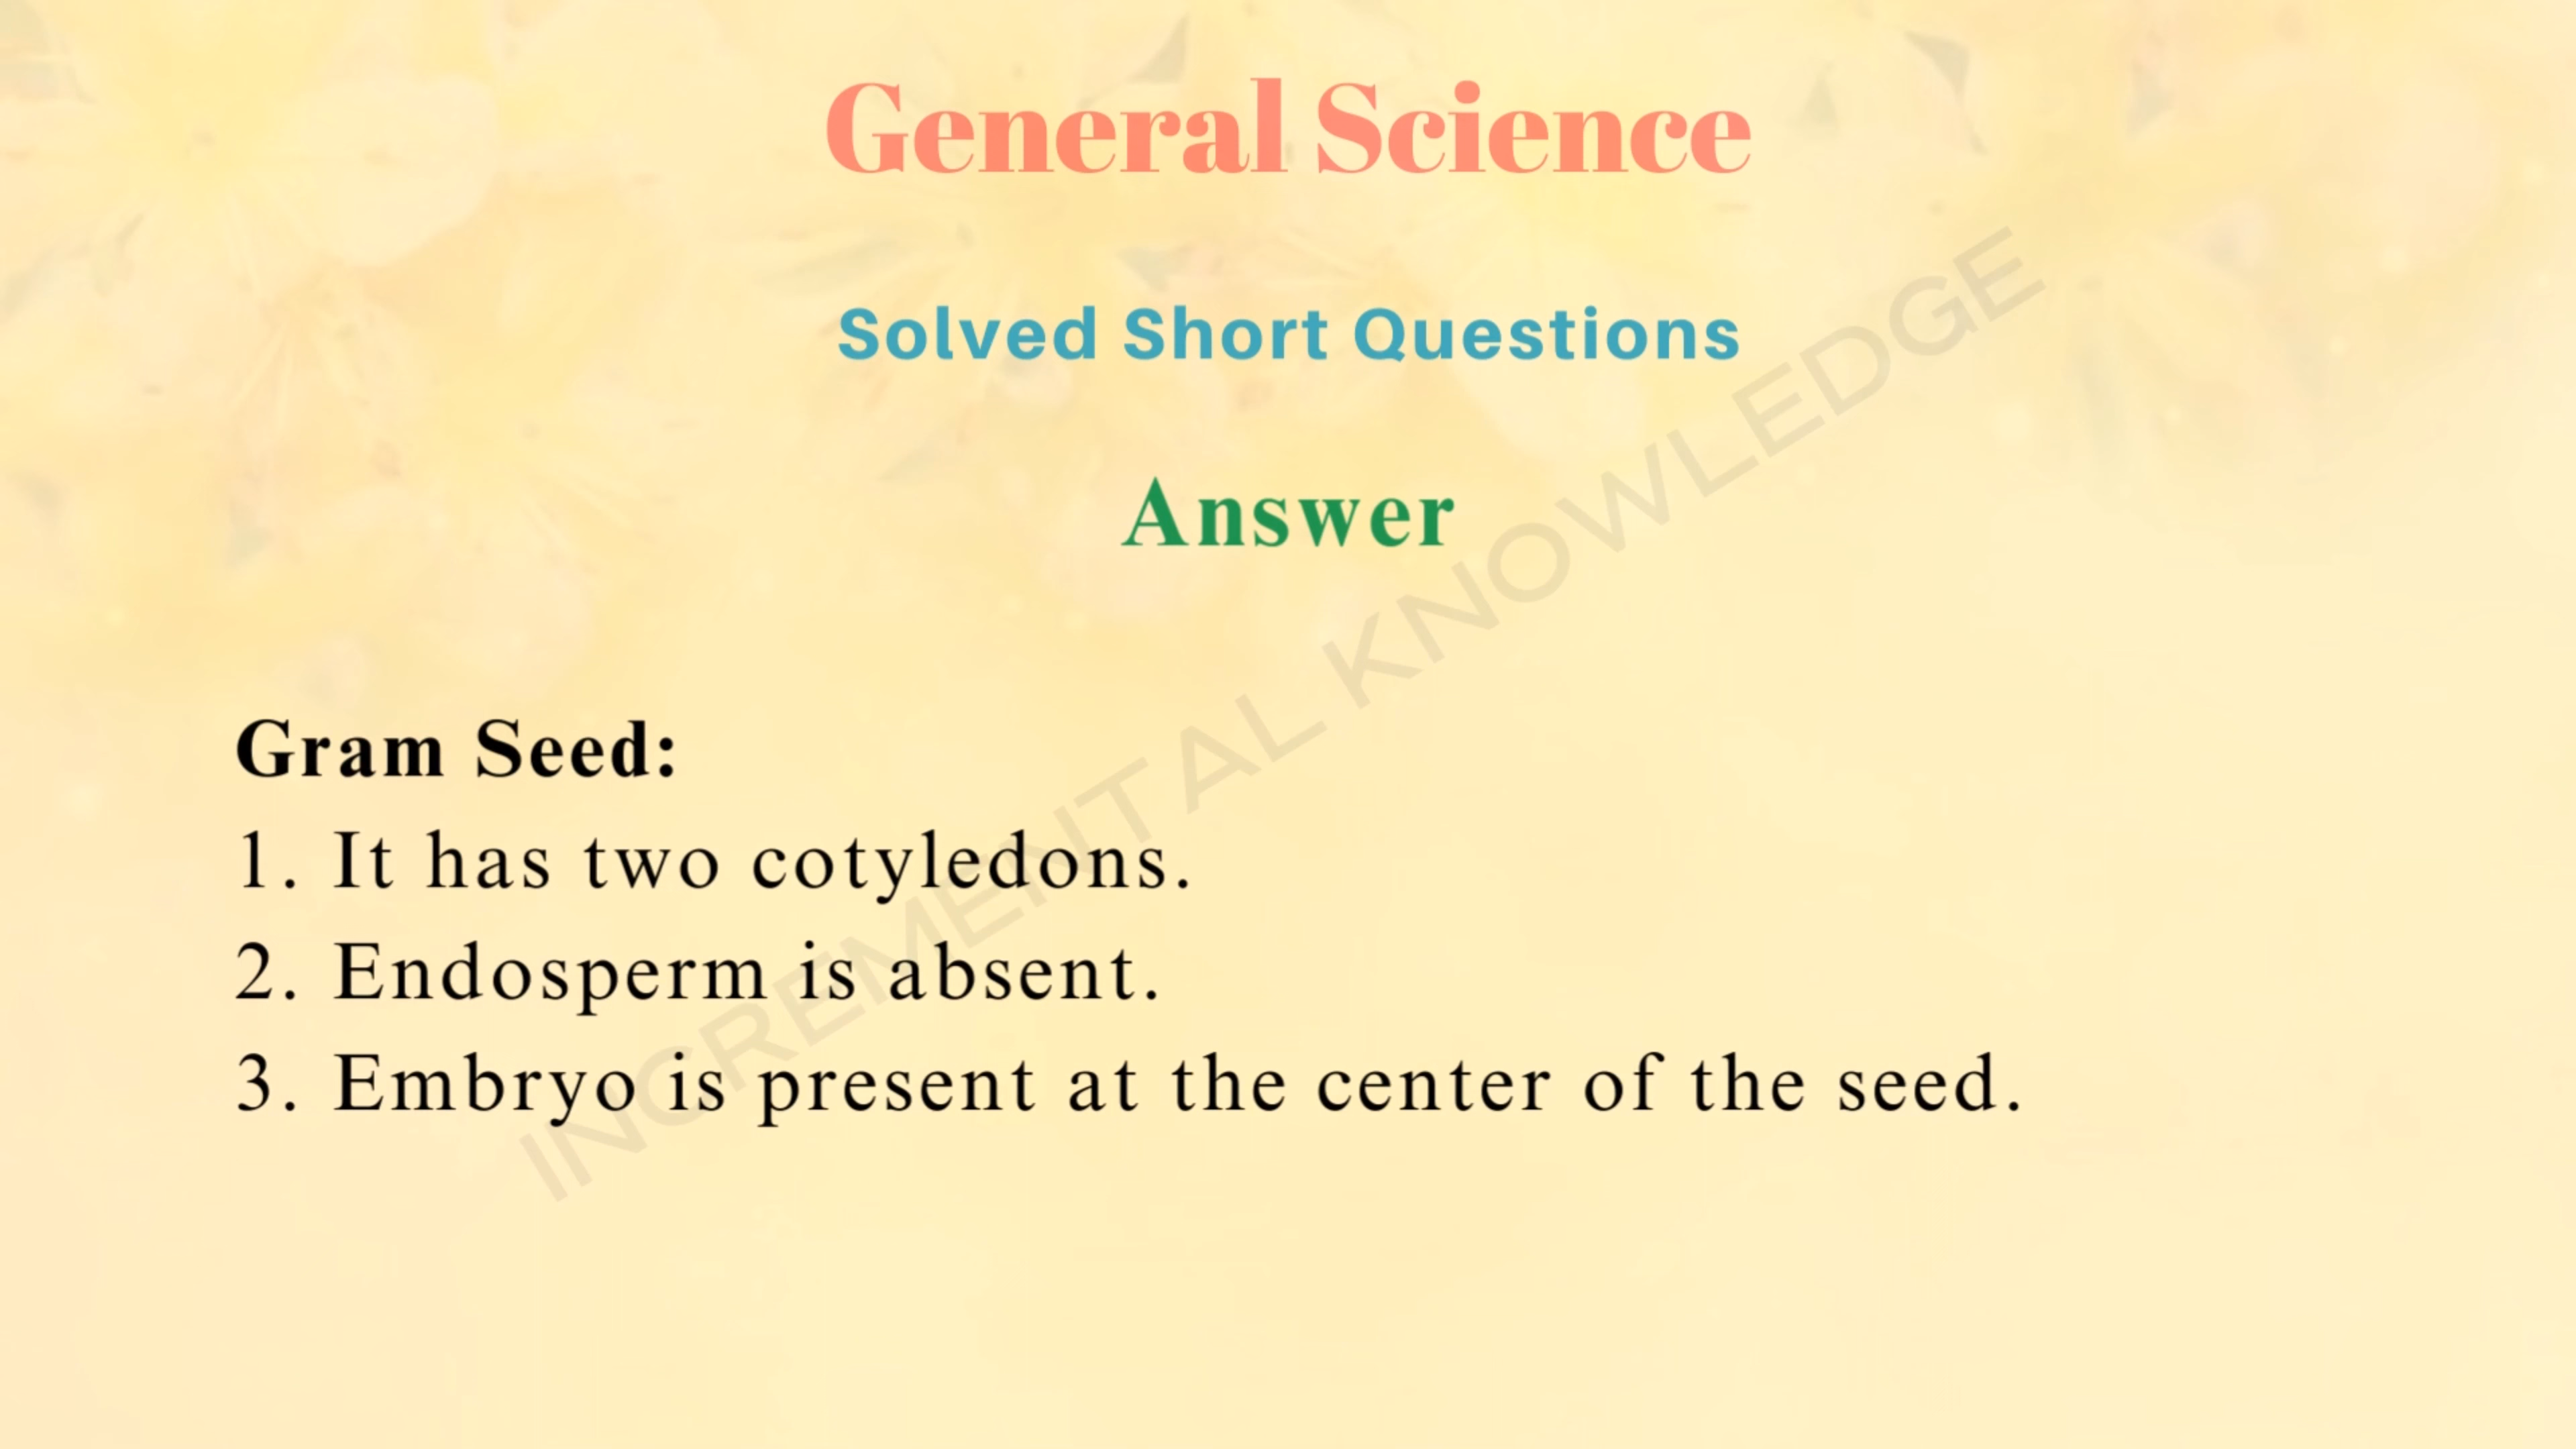 General Science
Solved Short Questions
Answer
Gram Seed:
1. It has two cotyledons.
2. Endosperm is absent.
3. Embryo is present at the center of the seed.
INCREMENTAL KNOWLEDGE